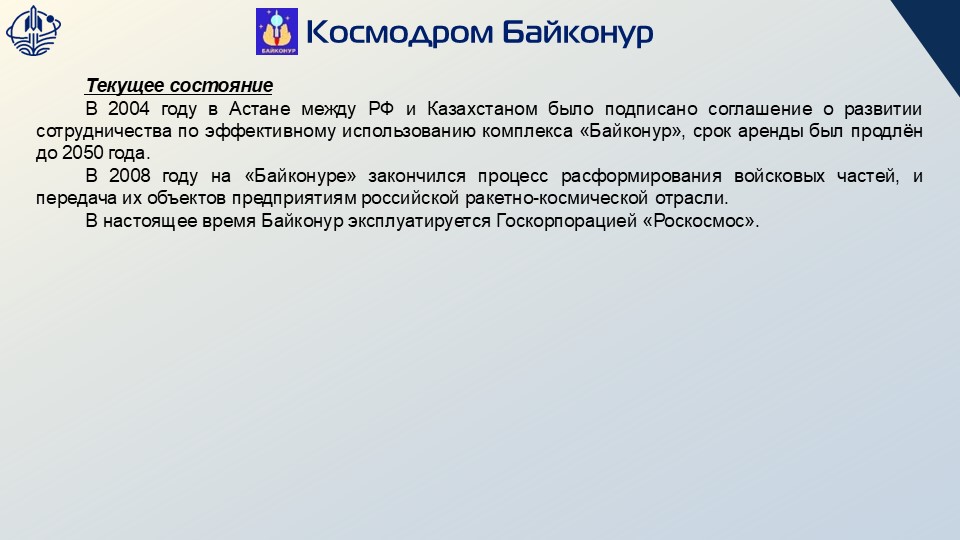 БАЙКОНУР
Космодром Байконур
Текущее состояние
В 2004 году в Астане между РФ и Казахстаном было подписано соглашение о развитии
сотрудничества по эффективному использованию комплекса «Байконур», срок аренды был продлён
до 2050 года.
В 2008 году на «Байконуре» закончился процесс расформирования войсковых частей, и
передача их объектов предприятиям российской ракетно-космической отрасли.
В настоящее время Байконур эксплуатируется Госкорпорацией «Роскосмос».